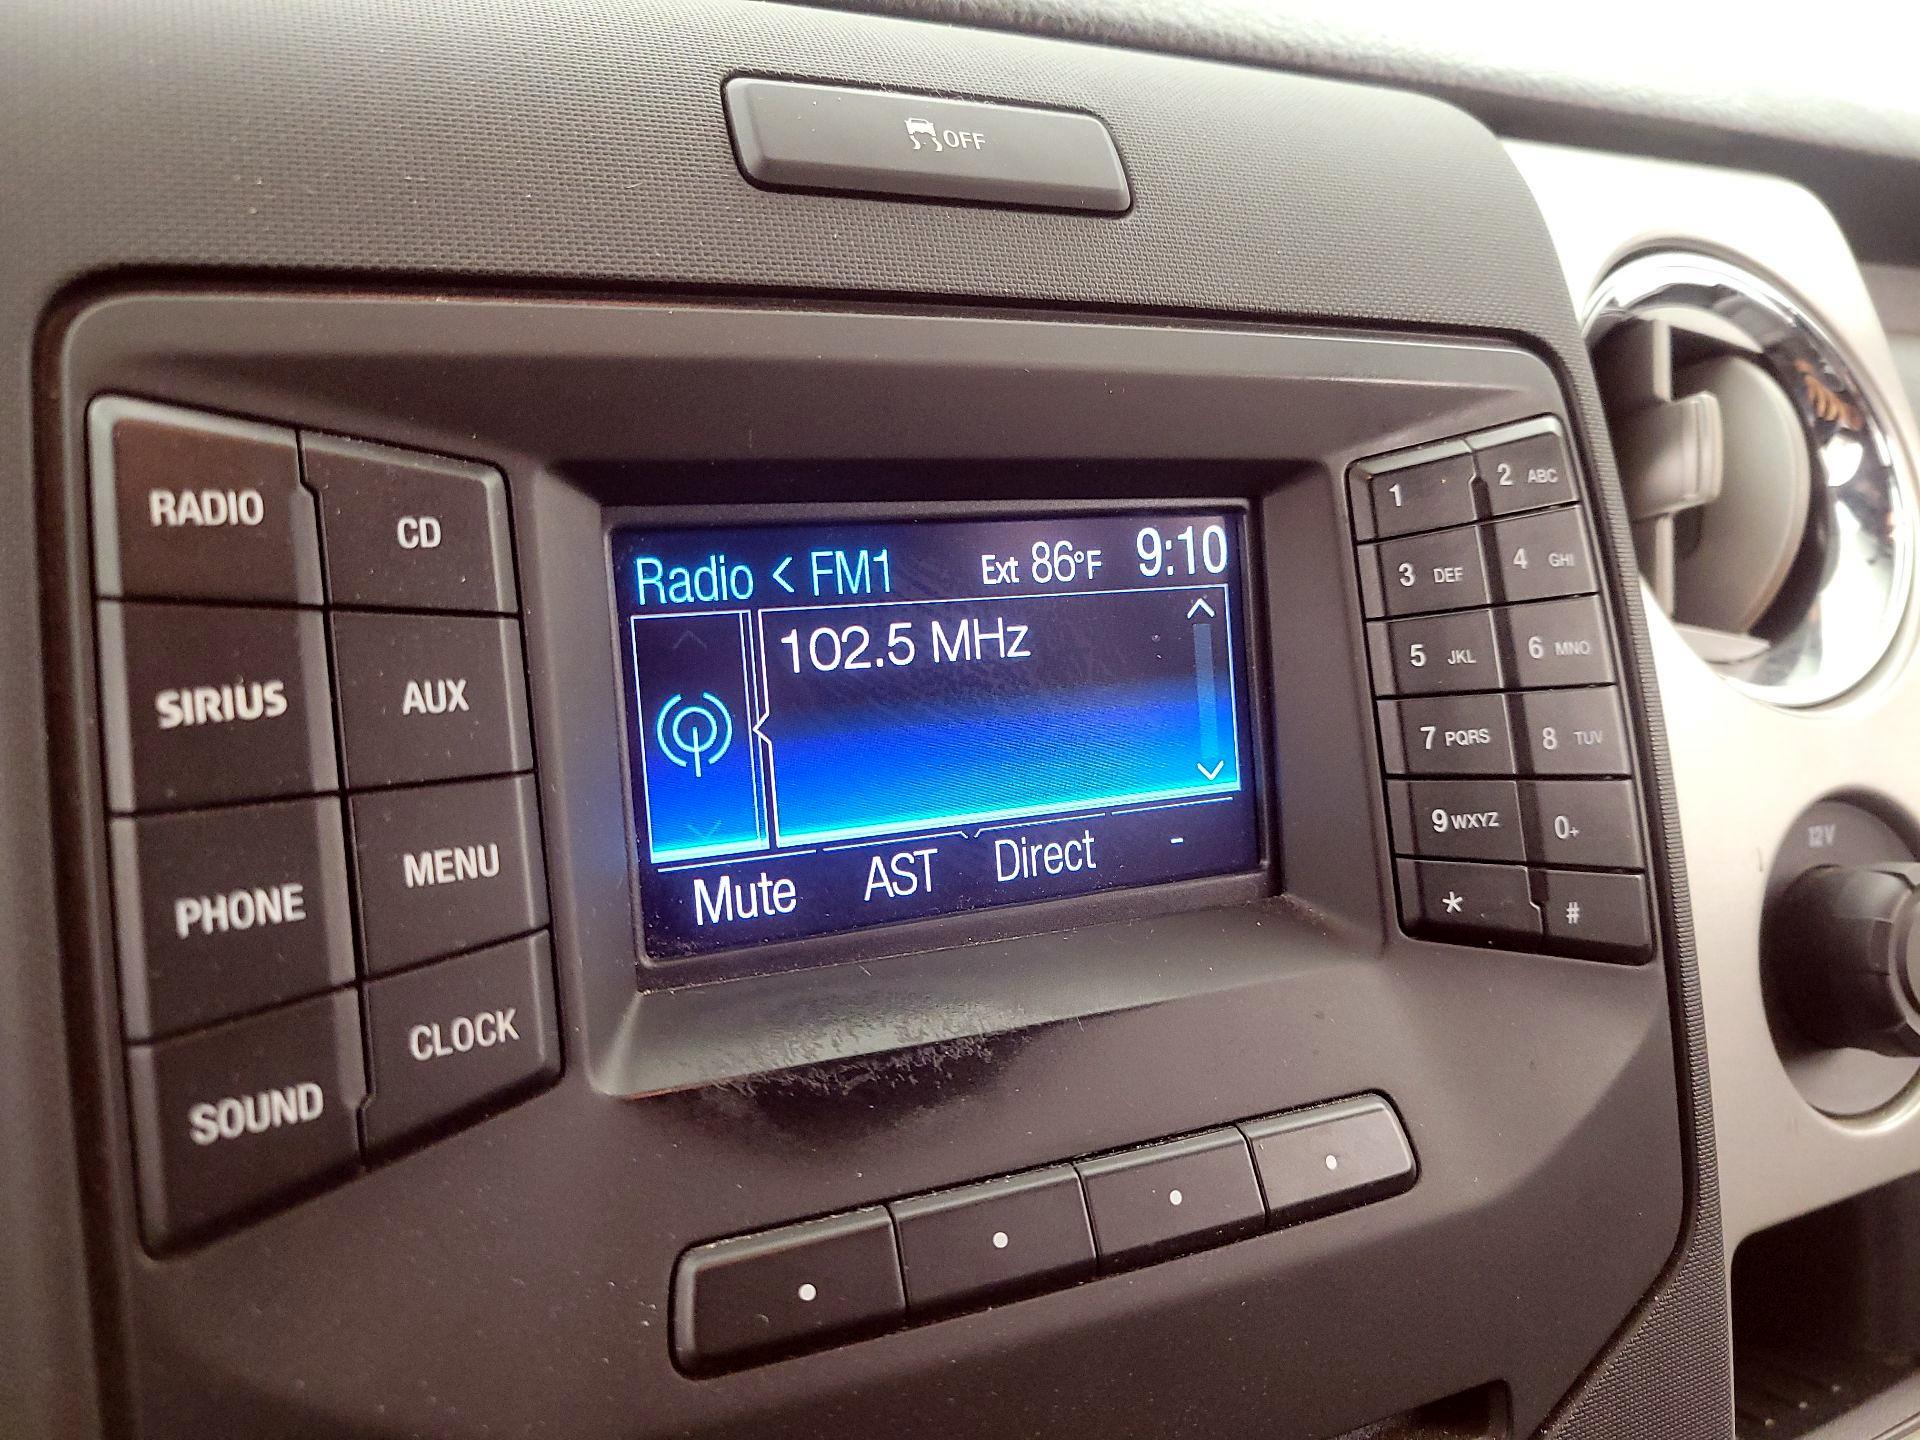 OFF
RADIO
CD
SIRIUS
AUX
PHONE
MENU
SOUND
CLOCK
Radio < FM1 Ext 86°F 9:10
102.5 MHz
Mute AST Direct -
1 2 ABC
3 DEF 4 GHI
5 JKL 6 MNO
7 PQRS 8 TUV
9 WXYZ 0+
* #
12V